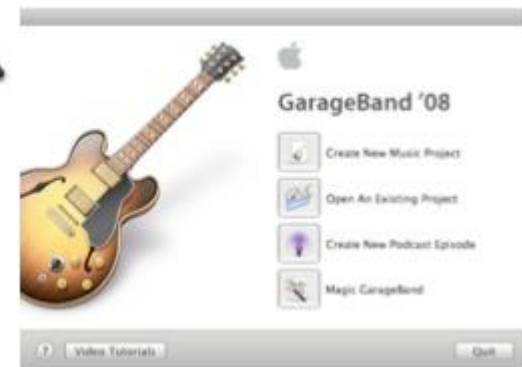 GarageBand ’08
Create New Music Project
Open An Existing Project
Create New Podcast Episode
Magic GarageBand
? Video Tutorials Quit